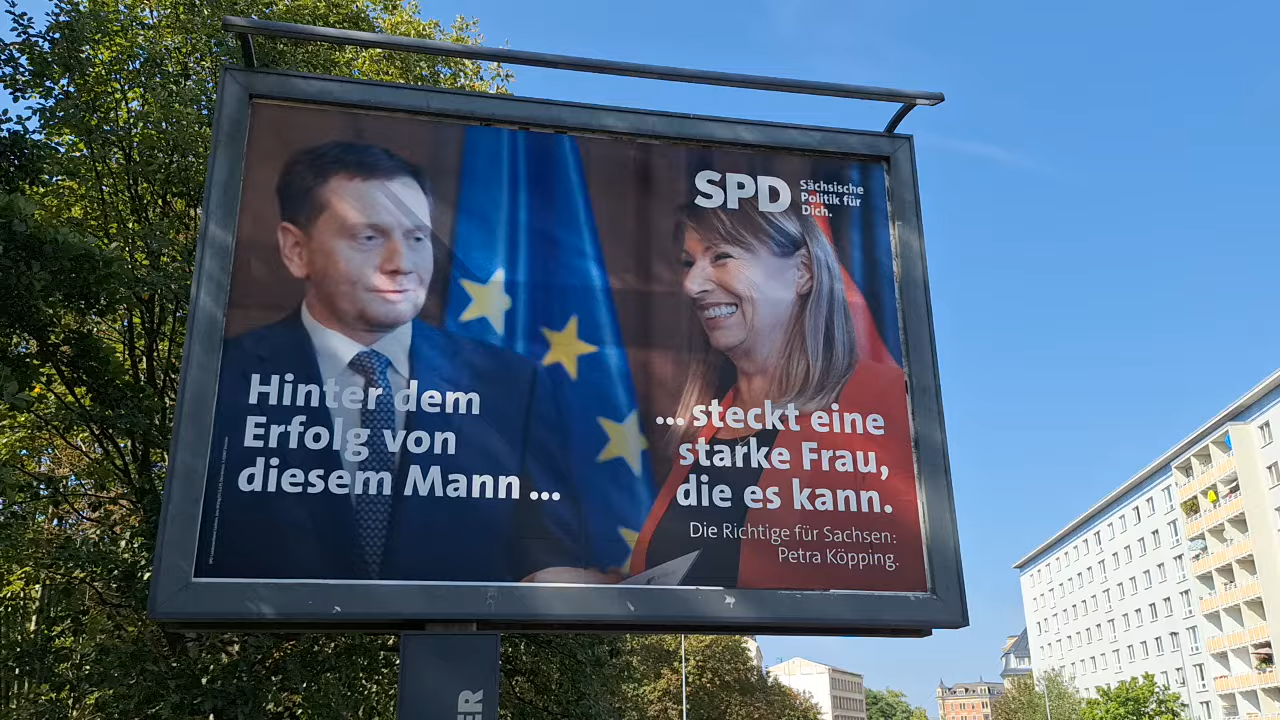 SPD
Sächsische
Politik für
Dich.
Hinter dem
Erfolg von
diesem Mann ...
... steckt eine
starke Frau,
die es kann.
Die Richtige für Sachsen:
Petra Köpping.